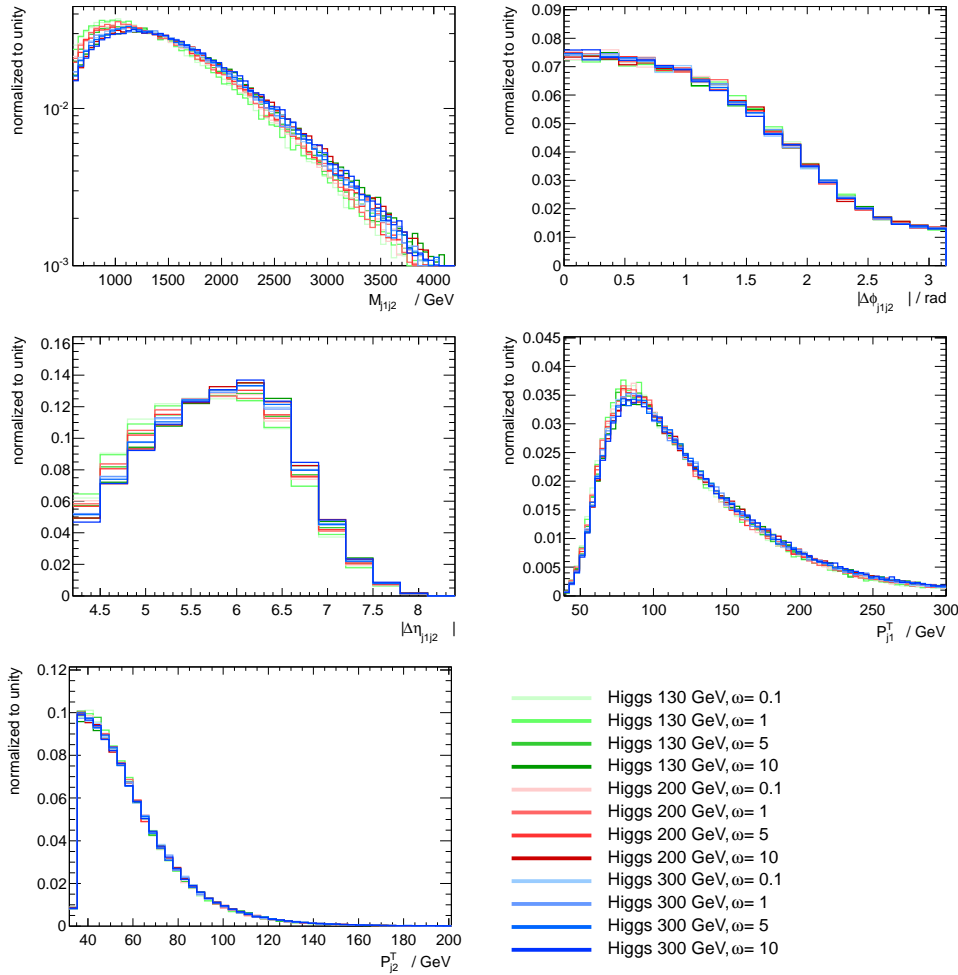 normalized to unity
10^-2
10^-3
1000 1500 2000 2500 3000 3500 4000
M_j1j2 / GeV
normalized to unity
0.09
0.08
0.07
0.06
0.05
0.04
0.03
0.02
0.01
0
0 0.5 1 1.5 2 2.5 3
|Δϕ_j1j2 | / rad
normalized to unity
0.16
0.14
0.12
0.1
0.08
0.06
0.04
0.02
0
4.5 5 5.5 6 6.5 7 7.5 8
|Δη_j1j2 |
normalized to unity
0.045
0.04
0.035
0.03
0.025
0.02
0.015
0.01
0.005
0
50 100 150 200 250 300
P_j1^T / GeV
normalized to unity
0.12
0.1
0.08
0.06
0.04
0.02
0
40 60 80 100 120 140 160 180 200
P_j2^T / GeV
Higgs 130 GeV, ω= 0.1
Higgs 130 GeV, ω= 1
Higgs 130 GeV, ω= 5
Higgs 130 GeV, ω= 10
Higgs 200 GeV, ω= 0.1
Higgs 200 GeV, ω= 1
Higgs 200 GeV, ω= 5
Higgs 200 GeV, ω= 10
Higgs 300 GeV, ω= 0.1
Higgs 300 GeV, ω= 1
Higgs 300 GeV, ω= 5
Higgs 300 GeV, ω= 10